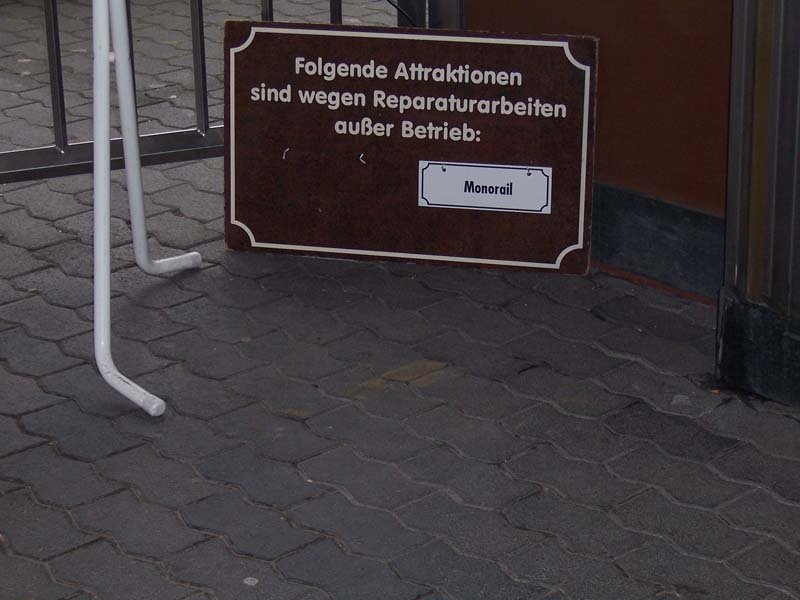 Folgende Attraktionen
sind wegen Reparaturarbeiten
außer Betrieb:
Monorail